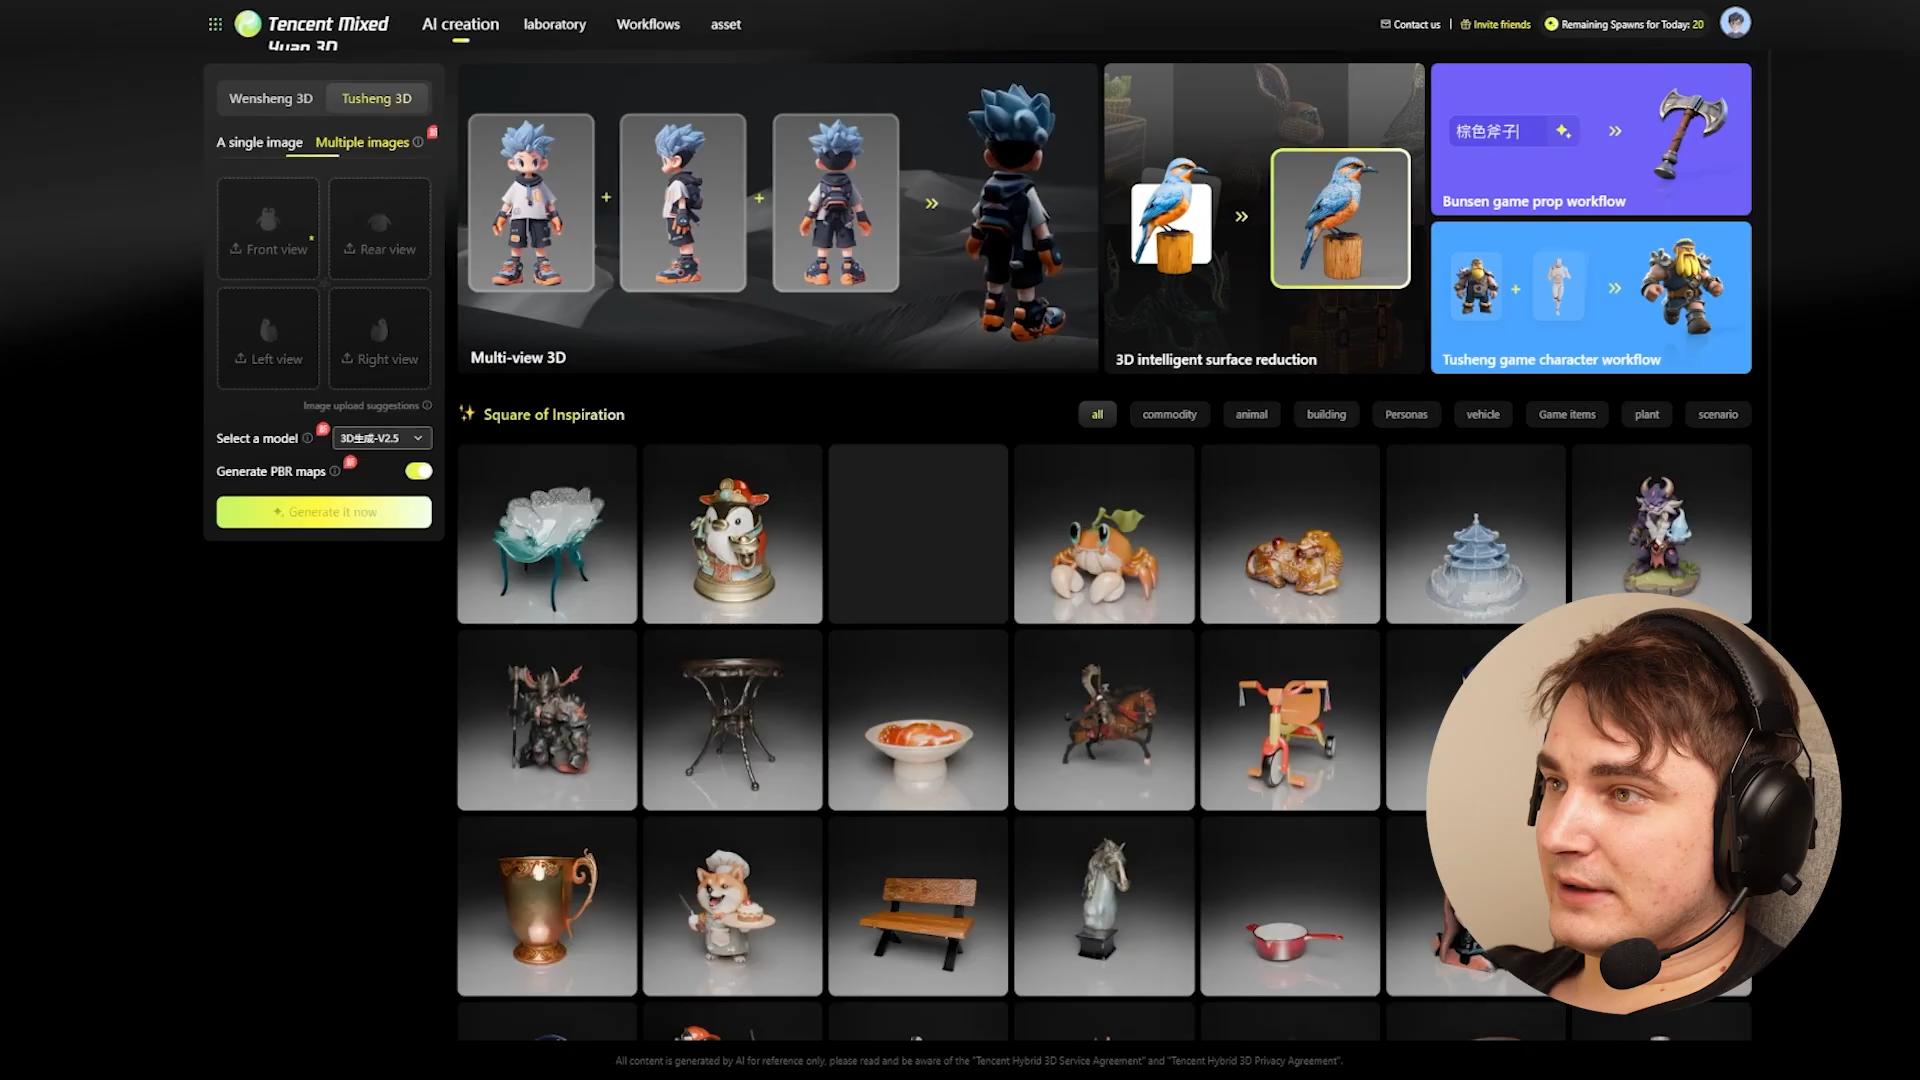 Tencent Mixed
Yuan 3D
AI creation
laboratory
Workflows
asset
Contact us
Invite friends
Remaining Spawns for Today: 20
Wensheng 3D
Tusheng 3D
A single image
Multiple images
新
Front view
*
Rear view
Left view
Right view
Image upload suggestions
Select a model
新
3D生成-V2.5
Generate PBR maps
新
Generate it now
Multi-view 3D
3D intelligent surface reduction
棕色斧子
Bunsen game prop workflow
Tusheng game character workflow
Square of Inspiration
all
commodity
animal
building
Personas
vehicle
Game items
plant
scenario
All content is generated by AI for reference only, please read and be aware of the "Tencent Hybrid 3D Service Agreement" and "Tencent Hybrid 3D Privacy Agreement".